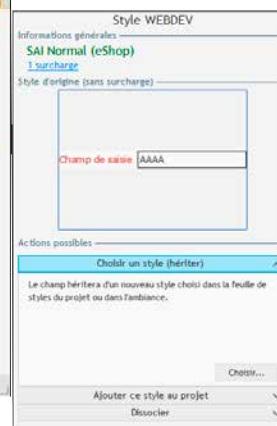 Style WEBDEV
Informations générales
SAI Normal (eShop)
1 surcharge
Style d'origine (sans surcharge)
Champ de saisie AAAA
Actions possibles
Choisir un style (hériter)
Le champ héritera d'un nouveau style choisi dans la feuille de
styles du projet ou dans l'ambiance.
Choisir...
Ajouter ce style au projet
Dissocier